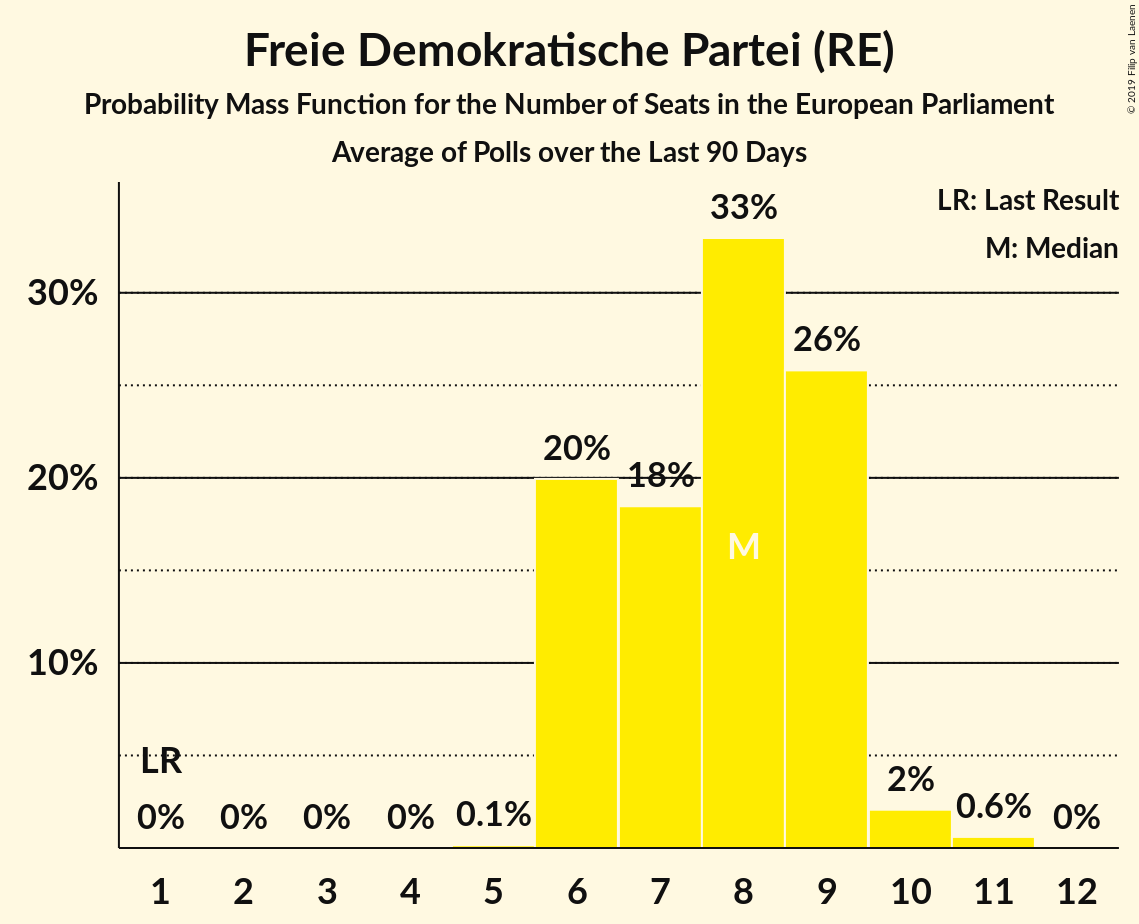 Freie Demokratische Partei (RE)
Probability Mass Function for the Number of Seats in the European Parliament
Average of Polls over the Last 90 Days
© 2019 Filip van Laenen
LR: Last Result
M: Median
33%
30%
26%
20%
18%
20%
M
10%
LR
0%
0%
0%
0%
0.1%
2%
0.6%
0%
1 2 3 4 5 6 7 8 9 10 11 12